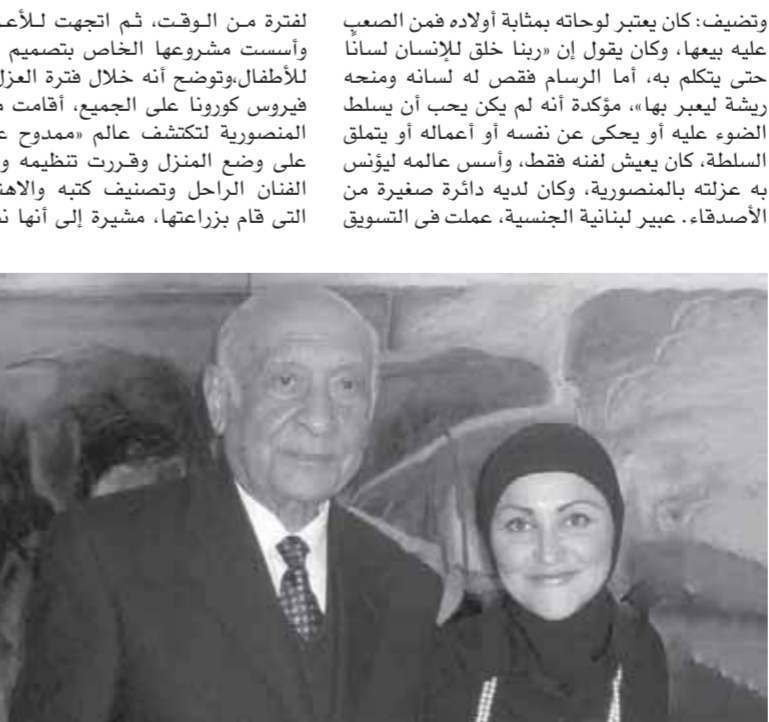 وتضيف: كان يعتبر لوحاته بمثابة أولاده فمن الصعب
عليه بيعها، وكان يقول إن «ربنا خلق للإنسان لسانًا
حتى يتكلم به، أما الرسام فقص له لسانه ومنحه
ريشة ليعبر بها»، مؤكدة أنه لم يكن يحب أن يسلط
الضوء عليه أو يحكى عن نفسه أو أعماله أو يتملق
السلطة، كان يعيش لفنه فقط، وأسس عالمه ليؤنس
به عزلته بالمنصورية، وكان لديه دائرة صغيرة من
الأصدقاء. عبير لبنانية الجنسية، عملت فى التسويق
لفترة من الوقت، ثم اتجهت
وأسست مشروعها الخاص بتصميم
للأطفال،وتوضح أنه خلال فترة العزل
فيروس كورونا على الجميع، أقامت
المنصورية لتكتشف عالم «ممدوح
على وضع المنزل وقررت تنظيمه
الفنان الراحل وتصنيف كتبه
التى قام بزراعتها، مشيرة إلى أنها